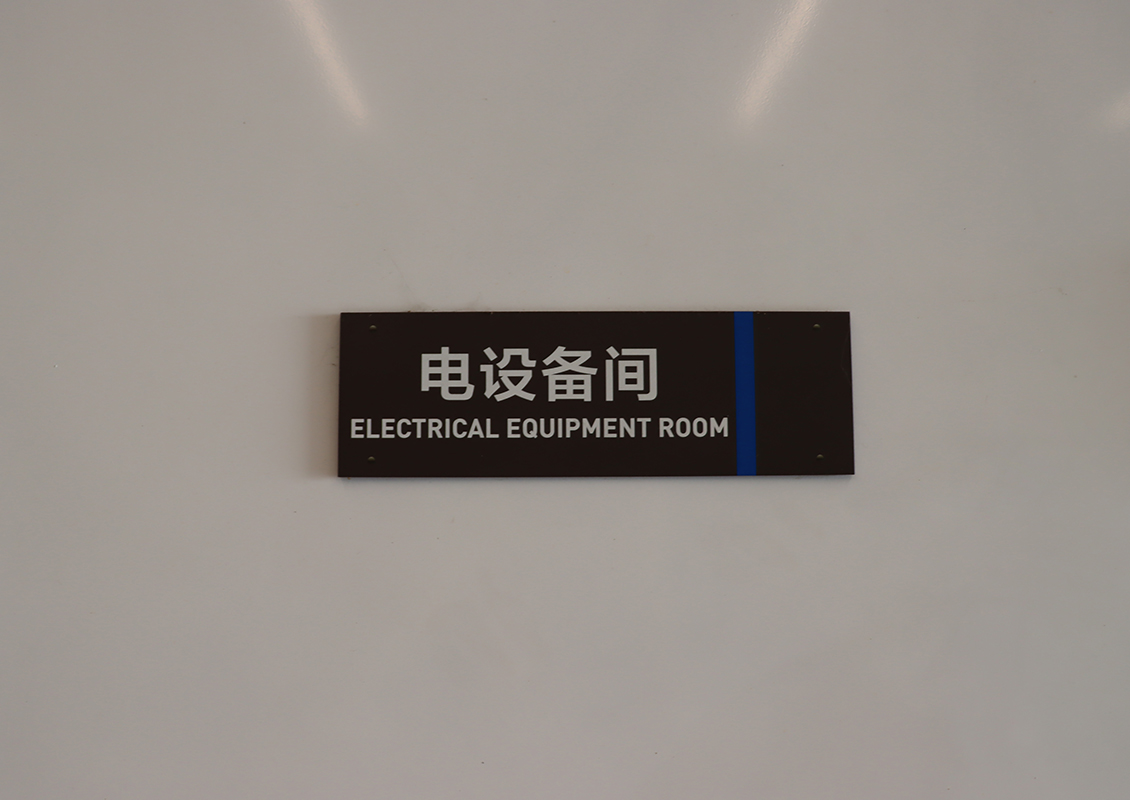 电设备间
ELECTRICAL EQUIPMENT ROOM